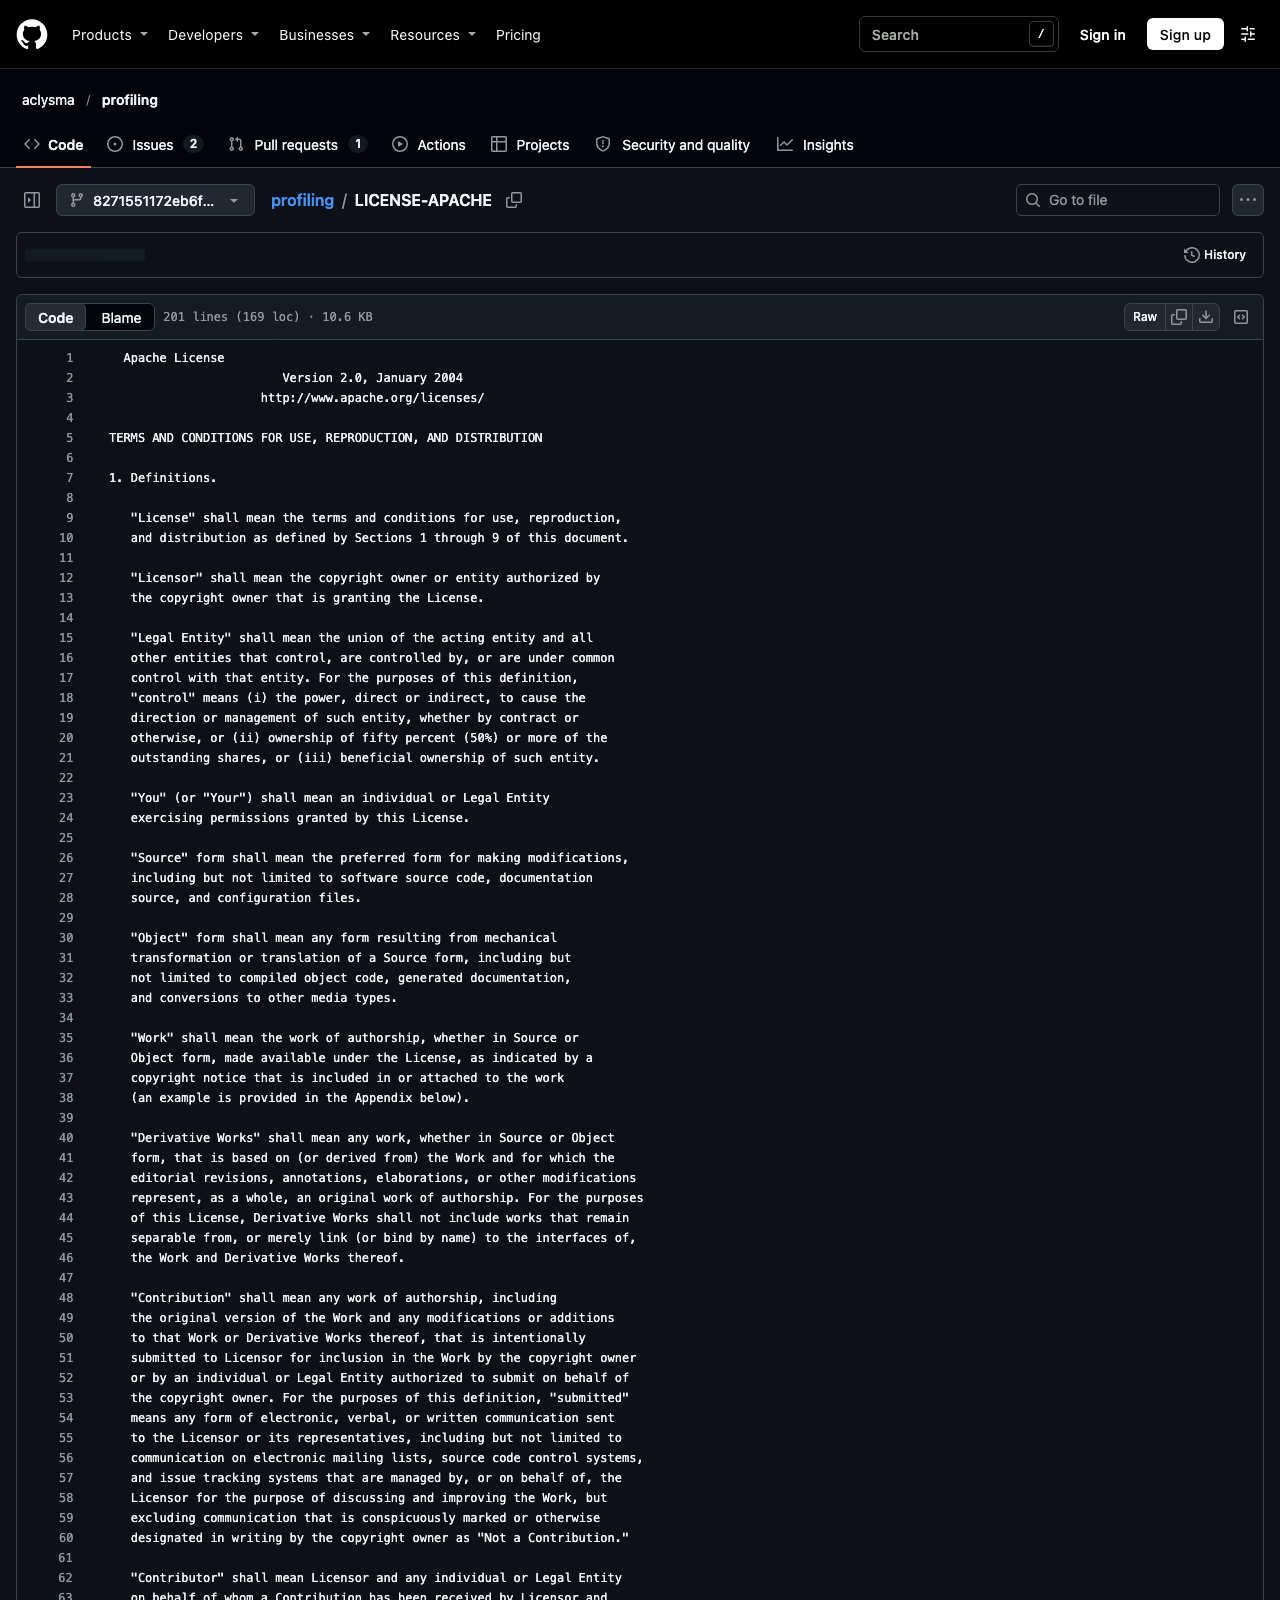 Products Developers Businesses Resources Pricing Search / Sign in Sign up
aclysma / profiling
Code Issues 2 Pull requests 1 Actions Projects Security and quality Insights
8271551172eb6f... profiling / LICENSE-APACHE Go to file
History
Code Blame 201 lines (169 loc) · 10.6 KB Raw
1 Apache License
2 Version 2.0, January 2004
3 http://www.apache.org/licenses/
4
5 TERMS AND CONDITIONS FOR USE, REPRODUCTION, AND DISTRIBUTION
6
7 1. Definitions.
8
9 "License" shall mean the terms and conditions for use, reproduction,
10 and distribution as defined by Sections 1 through 9 of this document.
11
12 "Licensor" shall mean the copyright owner or entity authorized by
13 the copyright owner that is granting the License.
14
15 "Legal Entity" shall mean the union of the acting entity and all
16 other entities that control, are controlled by, or are under common
17 control with that entity. For the purposes of this definition,
18 "control" means (i) the power, direct or indirect, to cause the
19 direction or management of such entity, whether by contract or
20 otherwise, or (ii) ownership of fifty percent (50%) or more of the
21 outstanding shares, or (iii) beneficial ownership of such entity.
22
23 "You" (or "Your") shall mean an individual or Legal Entity
24 exercising permissions granted by this License.
25
26 "Source" form shall mean the preferred form for making modifications,
27 including but not limited to software source code, documentation
28 source, and configuration files.
29
30 "Object" form shall mean any form resulting from mechanical
31 transformation or translation of a Source form, including but
32 not limited to compiled object code, generated documentation,
33 and conversions to other media types.
34
35 "Work" shall mean the work of authorship, whether in Source or
36 Object form, made available under the License, as indicated by a
37 copyright notice that is included in or attached to the work
38 (an example is provided in the Appendix below).
39
40 "Derivative Works" shall mean any work, whether in Source or Object
41 form, that is based on (or derived from) the Work and for which the
42 editorial revisions, annotations, elaborations, or other modifications
43 represent, as a whole, an original work of authorship. For the purposes
44 of this License, Derivative Works shall not include works that remain
45 separable from, or merely link (or bind by name) to the interfaces of,
46 the Work and Derivative Works thereof.
47
48 "Contribution" shall mean any work of authorship, including
49 the original version of the Work and any modifications or additions
50 to that Work or Derivative Works thereof, that is intentionally
51 submitted to Licensor for inclusion in the Work by the copyright owner
52 or by an individual or Legal Entity authorized to submit on behalf of
53 the copyright owner. For the purposes of this definition, "submitted"
54 means any form of electronic, verbal, or written communication sent
55 to the Licensor or its representatives, including but not limited to
56 communication on electronic mailing lists, source code control systems,
57 and issue tracking systems that are managed by, or on behalf of, the
58 Licensor for the purpose of discussing and improving the Work, but
59 excluding communication that is conspicuously marked or otherwise
60 designated in writing by the copyright owner as "Not a Contribution."
61
62 "Contributor" shall mean Licensor and any individual or Legal Entity
63 on behalf of whom a Contribution has been received by Licensor and